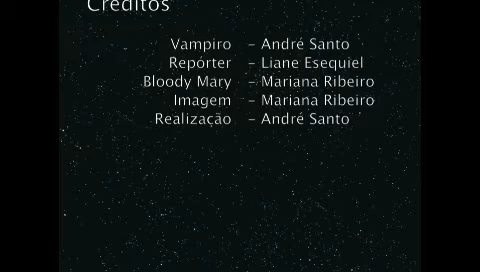 Créditos
Vampiro - André Santo
Repórter - Liane Esequiel
Bloody Mary - Mariana Ribeiro
Imagem - Mariana Ribeiro
Realização - André Santo